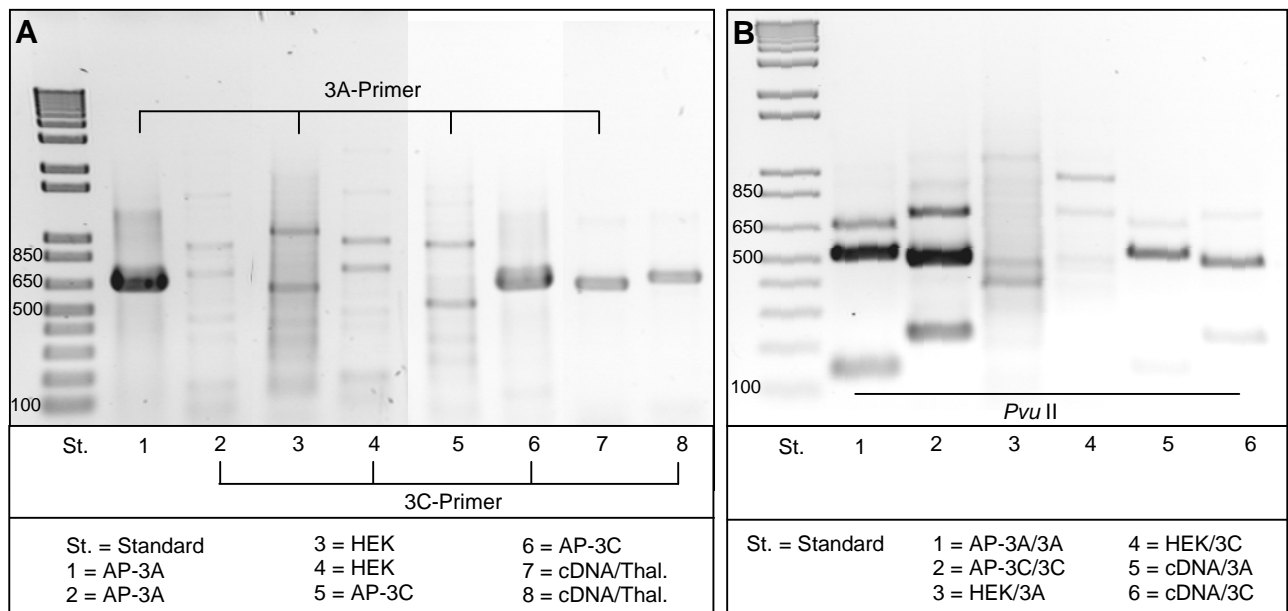 A
3A-Primer
850
650
500
100
St. 1 2 3 4 5 6 7 8
3C-Primer
St. = Standard
1 = AP-3A
2 = AP-3A
3 = HEK
4 = HEK
5 = AP-3C
6 = AP-3C
7 = cDNA/Thal.
8 = cDNA/Thal.
B
850
650
500
100
Pvu II
St. 1 2 3 4 5 6
St. = Standard
1 = AP-3A/3A
2 = AP-3C/3C
3 = HEK/3A
4 = HEK/3C
5 = cDNA/3A
6 = cDNA/3C